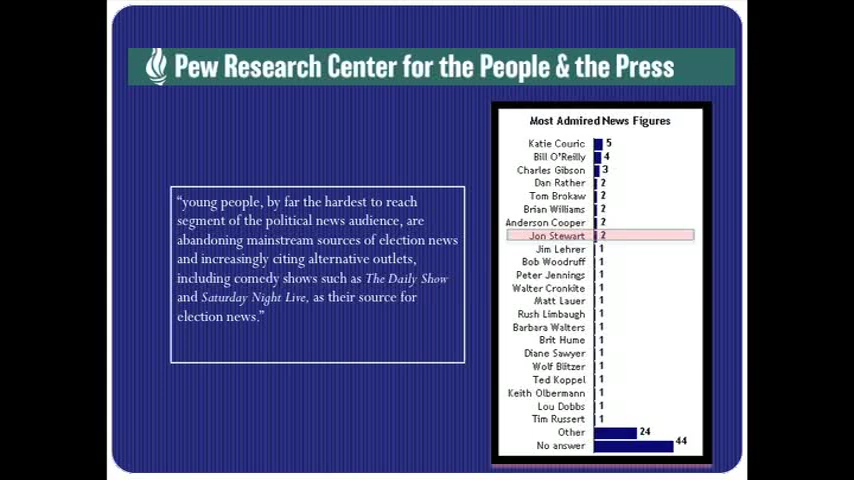 Pew Research Center for the People & the Press
“young people, by far the hardest to reach
segment of the political news audience, are
abandoning mainstream sources of election news
and increasingly citing alternative outlets,
including comedy shows such as The Daily Show
and Saturday Night Live, as their source for
election news.”
Most Admired News Figures
Katie Couric 5
Bill O'Reilly 4
Charles Gibson 3
Dan Rather 2
Tom Brokaw 2
Brian Williams 2
Anderson Cooper 2
Jon Stewart 2
Jim Lehrer 1
Bob Woodruff 1
Peter Jennings 1
Walter Cronkite 1
Matt Lauer 1
Rush Limbaugh 1
Barbara Walters 1
Brit Hume 1
Diane Sawyer 1
Wolf Blitzer 1
Ted Koppel 1
Keith Olbermann 1
Lou Dobbs 1
Tim Russert 1
Other 24
No answer 44